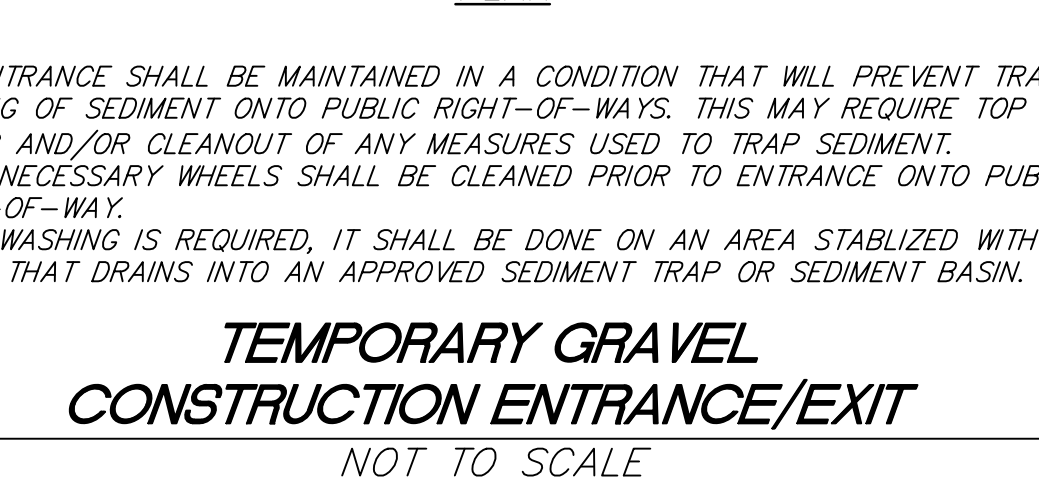 ENTRANCE SHALL BE MAINTAINED IN A CONDITION THAT WILL PREVENT
OF SEDIMENT ONTO PUBLIC RIGHT-OF-WAYS. THIS MAY REQUIRE TOP
AND/OR CLEANOUT OF ANY MEASURES USED TO TRAP SEDIMENT.
NECESSARY WHEELS SHALL BE CLEANED PRIOR TO ENTRANCE ONTO
-OF-WAY.
WASHING IS REQUIRED, IT SHALL BE DONE ON AN AREA STABLIZED WITH
THAT DRAINS INTO AN APPROVED SEDIMENT TRAP OR SEDIMENT BASIN.
TEMPORARY GRAVEL
CONSTRUCTION ENTRANCE/EXIT
NOT TO SCALE